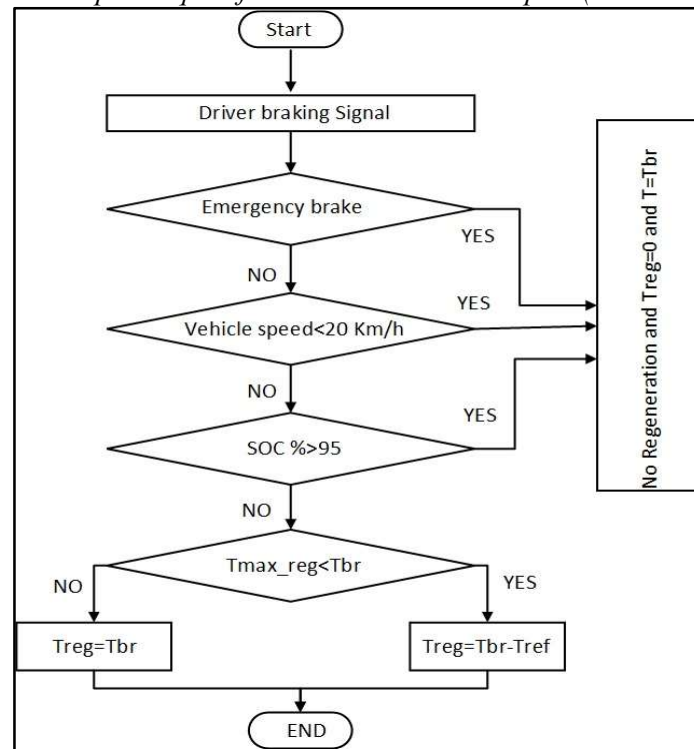 Start
Driver braking Signal
Emergency brake
YES
NO
YES
Vehicle speed<20 Km/h
NO
YES
SOC %>95
NO
Tmax_reg<Tbr
NO
YES
Treg=Tbr
Treg=Tbr-Tref
END
No Regeneration and Treg=0 and T=Tbr